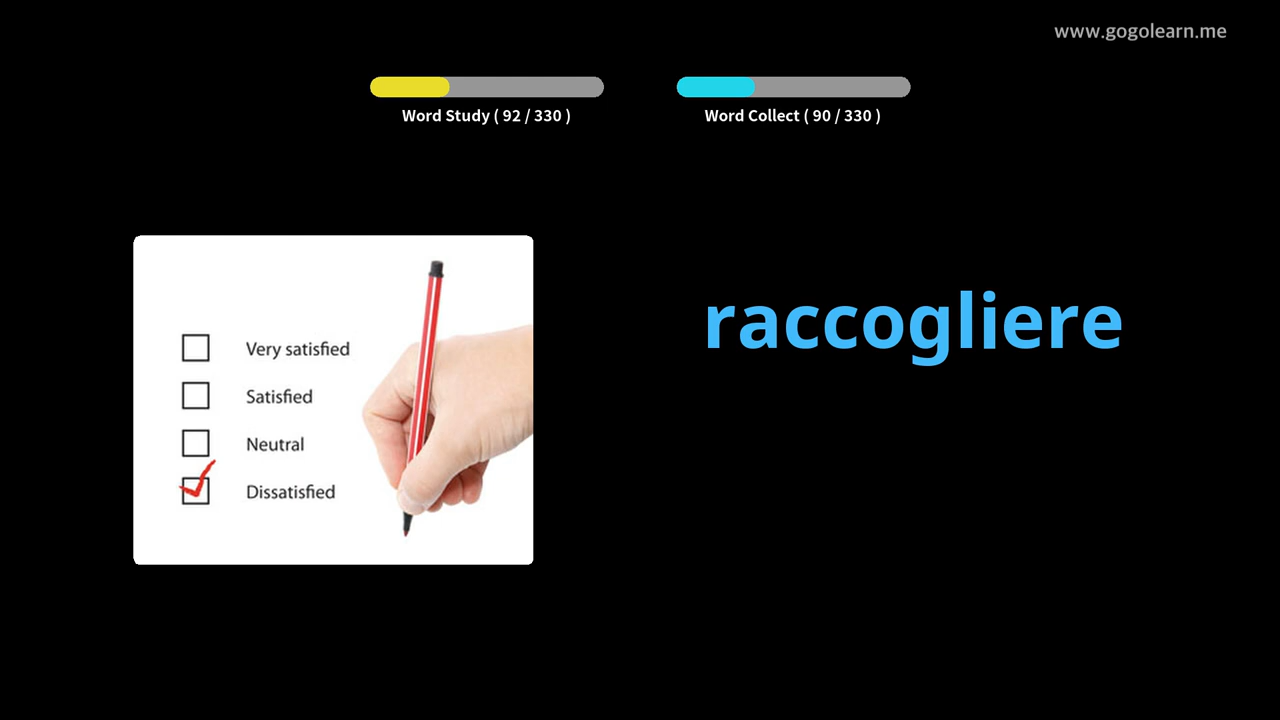 www.gogolearn.me
Word Study ( 92 / 330 )
Word Collect ( 90 / 330 )
raccogliere
Very satisfied
Satisfied
Neutral
Dissatisfied